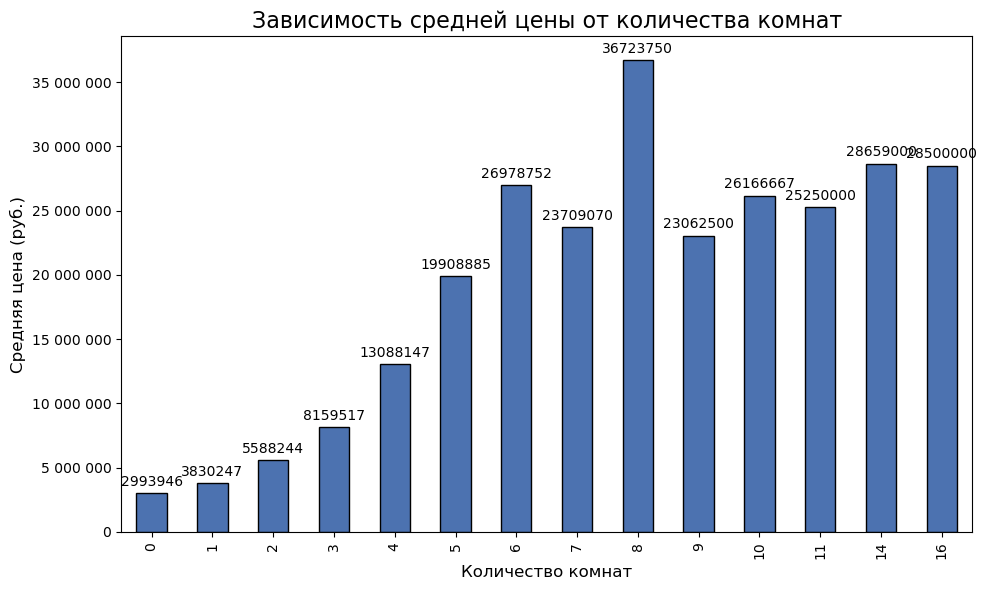 Зависимость средней цены от количества комнат
Средняя цена (руб.)
35 000 000
30 000 000
25 000 000
20 000 000
15 000 000
10 000 000
5 000 000
0
2993946
3830247
5588244
8159517
13088147
19908885
26978752
23709070
36723750
23062500
26166667
25250000
28659000
28500000
0 1 2 3 4 5 6 7 8 9 10 11 14 16
Количество комнат